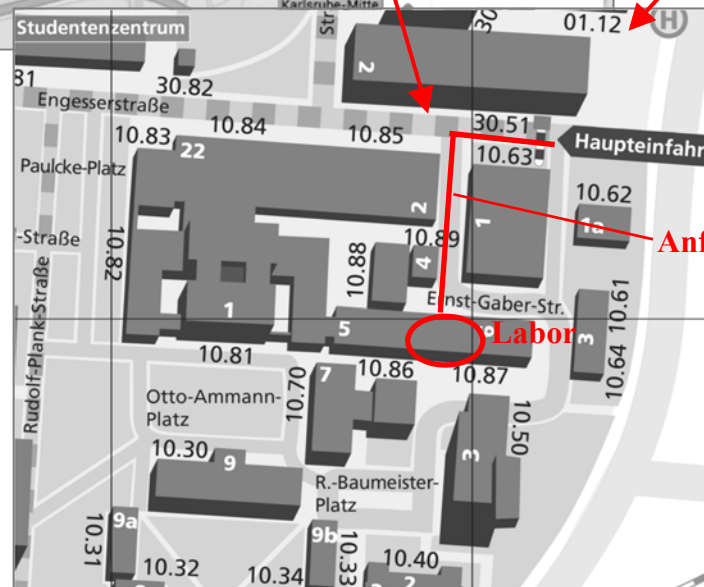 Karlsruhe-Mitte
Studentenzentrum
Str
30
01.12
H
2
81
30.82
Engesserstraße
10.83
22
10.84
10.85
30.51
Haupteinfahr
10.63
Paulcke-Platz
10.62
2
1
1a
-Straße
10.82
10.88
10.89
4
Anf
Rudolf-Plank-Straße
1
Ernst-Gaber-Str.
10.61
5
Labor
3
10.64
10.81
10.70
7
10.86
10.87
Otto-Ammann-
Platz
10.50
10.30
9
3
R.-Baumeister-
Platz
9a
10.31
9b
10.33
10.32
10.34
10.40
2